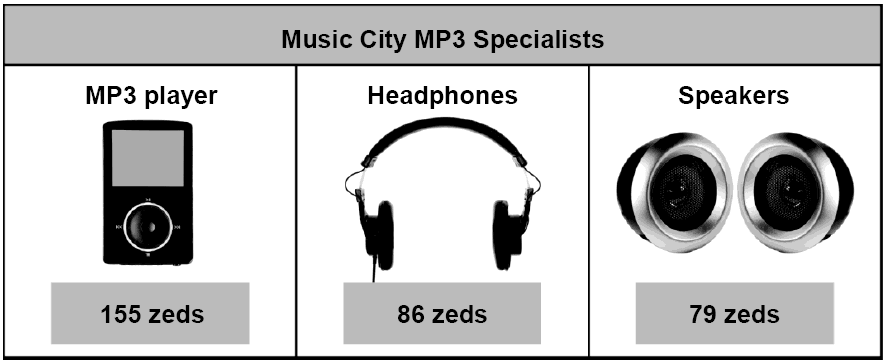 Music City MP3 Specialists
MP3 player
Headphones
Speakers
155 zeds
86 zeds
79 zeds